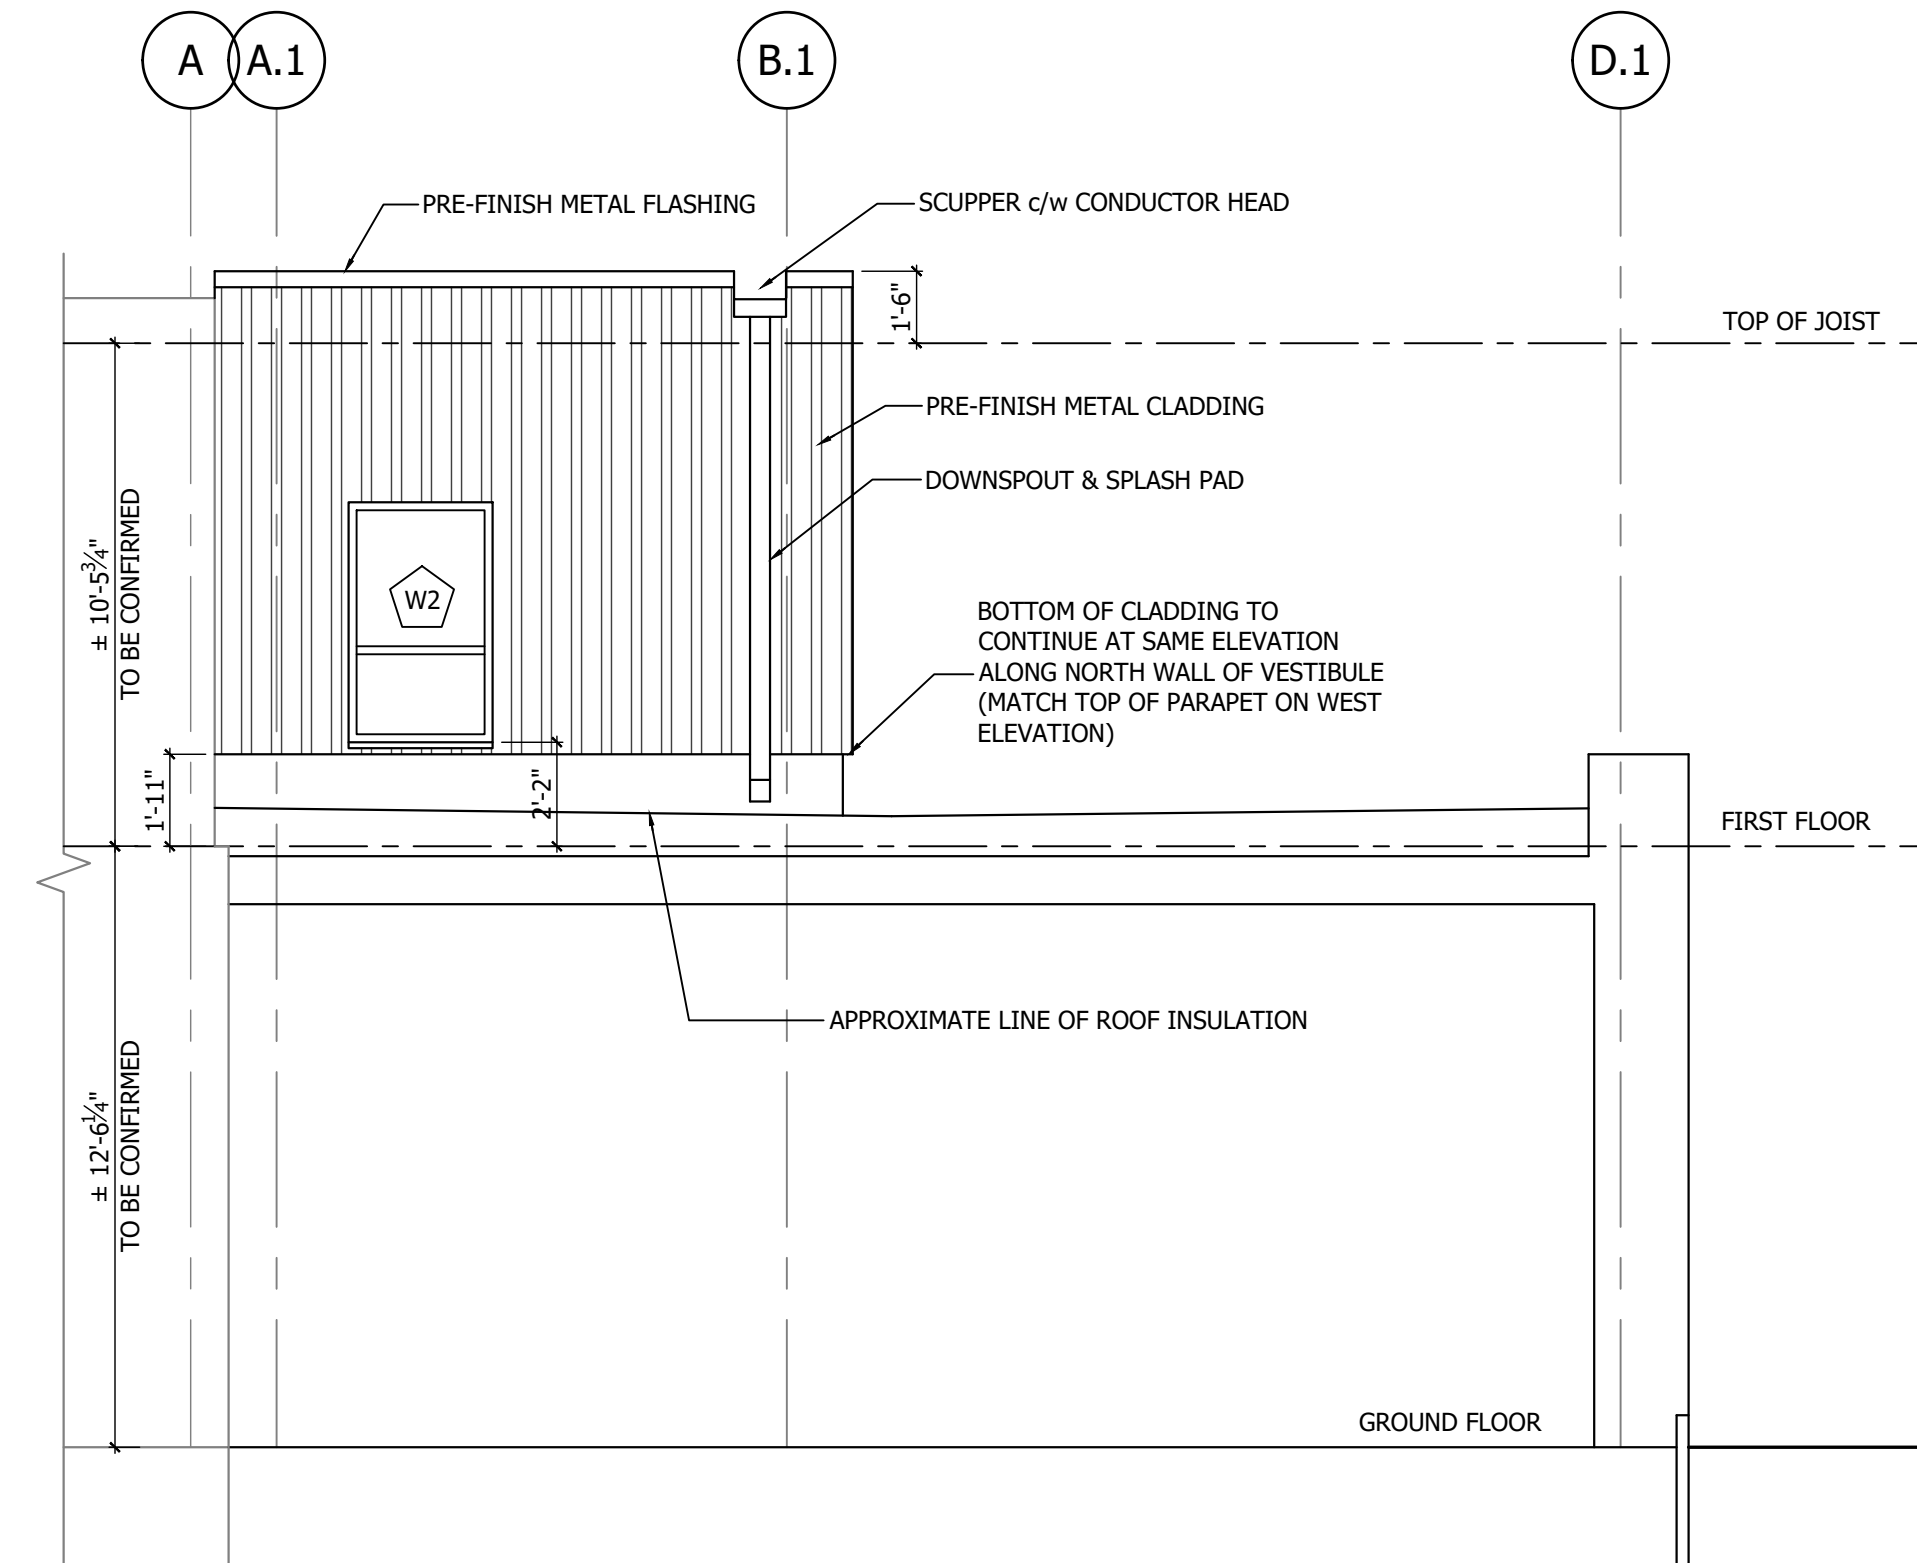 A
A.1
B.1
D.1
PRE-FINISH METAL FLASHING
SCUPPER c/w CONDUCTOR HEAD
1'-6"
TOP OF JOIST
PRE-FINISH METAL CLADDING
DOWNSPOUT & SPLASH PAD
± 10'-5¾"
TO BE CONFIRMED
W2
BOTTOM OF CLADDING TO
CONTINUE AT SAME ELEVATION
ALONG NORTH WALL OF VESTIBULE
(MATCH TOP OF PARAPET ON WEST
ELEVATION)
1'-11"
2'-2"
FIRST FLOOR
APPROXIMATE LINE OF ROOF INSULATION
± 12'-6¼"
TO BE CONFIRMED
GROUND FLOOR